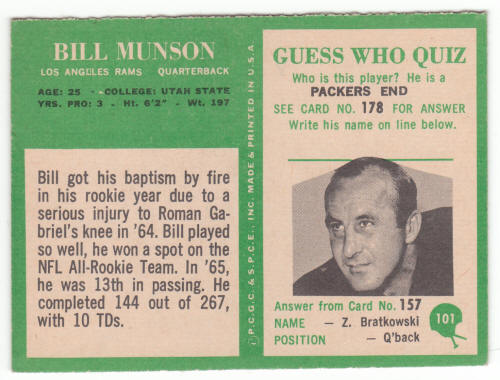 BILL MUNSON
LOS ANGELES RAMS QUARTERBACK
AGE: 25 - COLLEGE: UTAH STATE
YRS. PRO: 3 - Ht. 6'2" - Wt. 197
Bill got his baptism by fire
in his rookie year due to a
serious injury to Roman Ga-
briel's knee in '64. Bill played
so well, he won a spot on the
NFL All-Rookie Team. In '65,
he was 13th in passing. He
completed 144 out of 267,
with 10 TDs.
© P.C.G.C. & S.P.C.E., INC. MADE & PRINTED IN U.S.A.
GUESS WHO QUIZ
Who is this player? He is a
PACKERS END
SEE CARD NO. 178 FOR ANSWER
Write his name on line below.
Answer from Card No. 157
NAME — Z. Bratkowski
POSITION — Q'back
101